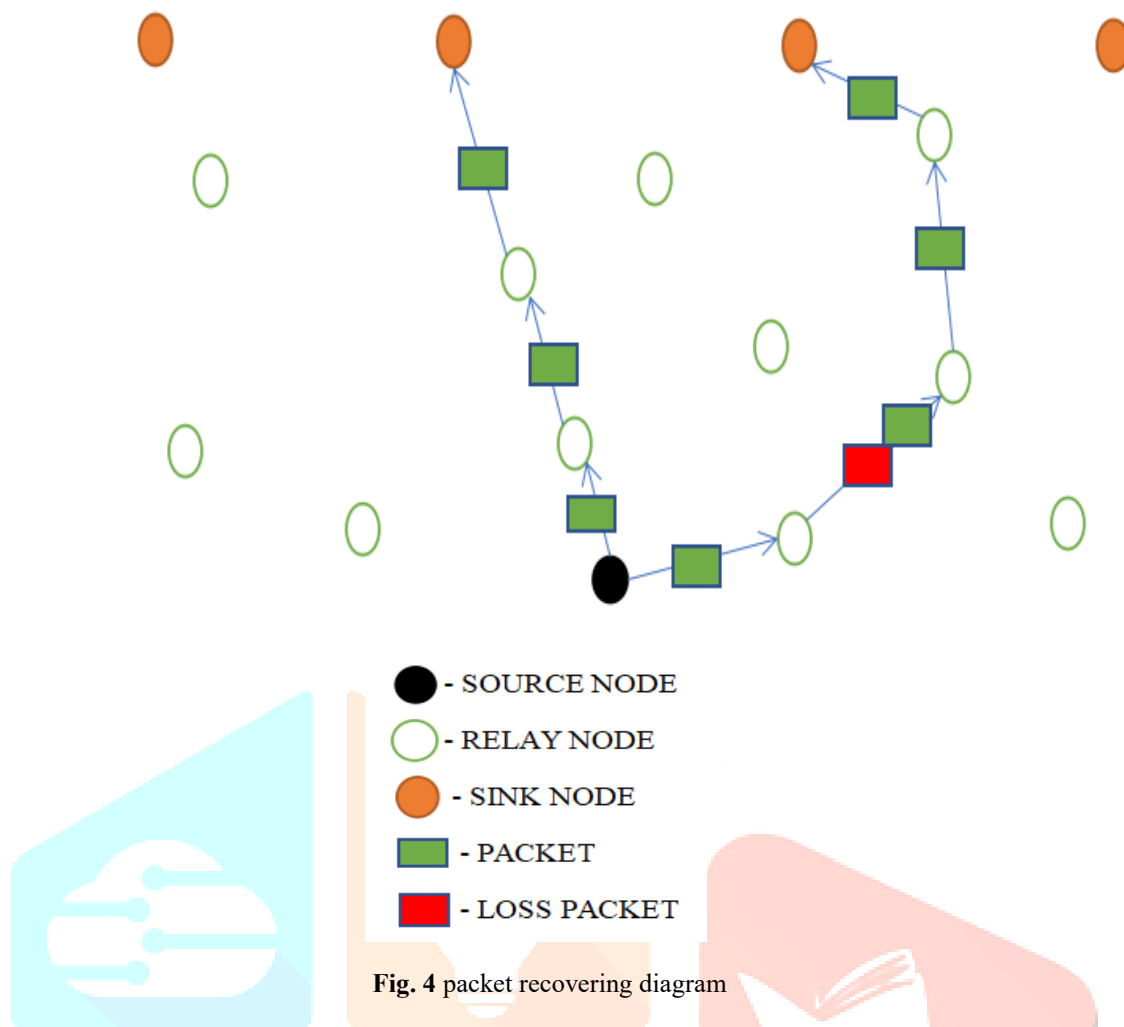 - SOURCE NODE
- RELAY NODE
- SINK NODE
- PACKET
- LOSS PACKET
Fig. 4 packet recovering diagram